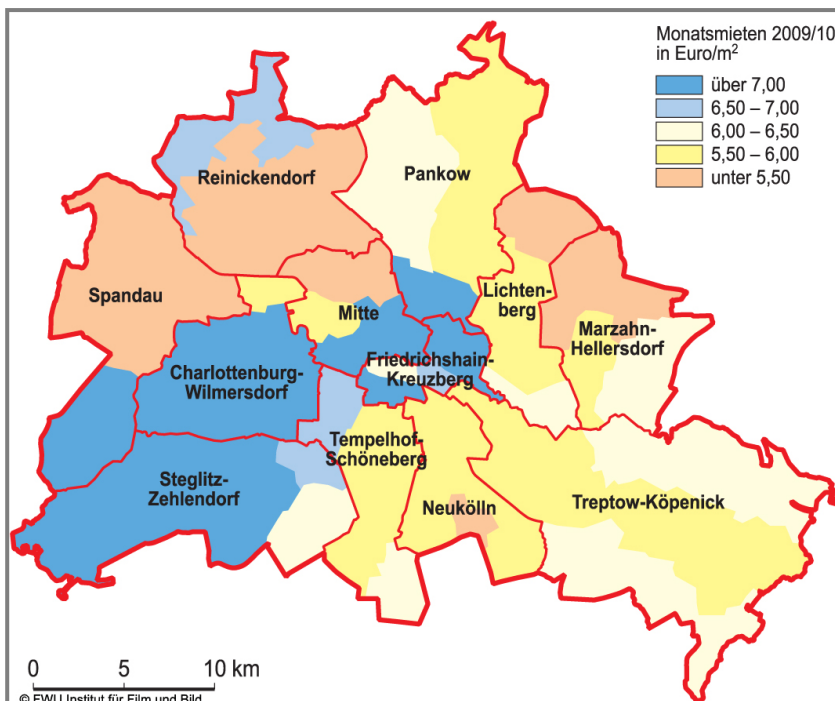 Monatsmieten 2009/10
in Euro/m²
über 7,00
6,50 – 7,00
6,00 – 6,50
5,50 – 6,00
unter 5,50
Reinickendorf
Pankow
Spandau
Mitte
Lichten-
berg
Marzahn-
Hellersdorf
Charlottenburg-
Wilmersdorf
Friedrichshain-
Kreuzberg
Tempelhof-
Schöneberg
Steglitz-
Zehlendorf
Neukölln
Treptow-Köpenick
0 5 10 km
© FWU Institut für Film und Bild